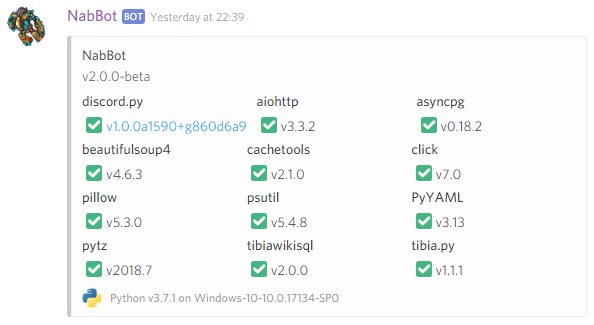 NabBot BOT Yesterday at 22:39
NabBot
v2.0.0-beta
discord.py aiohttp asyncpg
v1.0.0a1590+g860d6a9 v3.3.2 v0.18.2
beautifulsoup4 cachetools click
v4.6.3 v2.1.0 v7.0
pillow psutil PyYAML
v5.3.0 v5.4.8 v3.13
pytz tibiawikisql tibia.py
v2018.7 v2.0.0 v1.1.1
Python v3.7.1 on Windows-10-10.0.17134-SP0